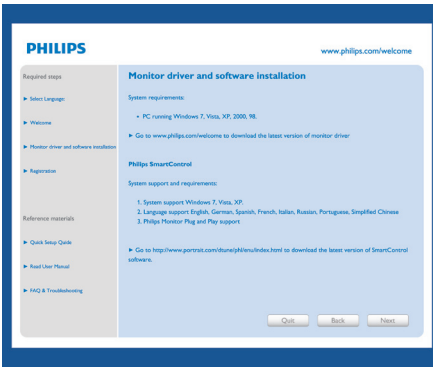 PHILIPS
www.philips.com/welcome
Required steps
► Select Language:
► Welcome
► Monitor driver and software installation
► Registration
Reference materials
► Quick Setup Quide
► Read User Manual
► FAQ & Troubleshooting
Monitor driver and software installation
System requirements:
• PC running Windows 7, Vista, XP, 2000, 98.
► Go to www.philips.com/welcome to download the latest version of monitor driver
Philips SmartControl
System support and requirements:
1. System support Windows 7, Vista, XP.
2. Language support English, German, Spanish, French, Italian, Russian, Portuguese, Simplified Chinese
3. Philips Monitor Plug and Play support
► Go to http://www.portrait.com/dtune/phl/enu/index.html to download the latest version of SmartControl
software.
Quit
Back
Next